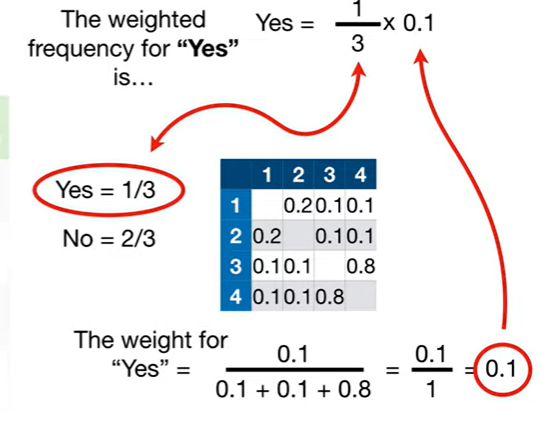 The weighted
frequency for “Yes”
is...
Yes = 1/3 x 0.1
Yes = 1/3
No = 2/3
1 2 3 4
1 0.2 0.1 0.1
2 0.2 0.1 0.1
3 0.1 0.1 0.8
4 0.1 0.1 0.8
The weight for
“Yes” = 0.1 / 0.1 + 0.1 + 0.8 = 0.1 / 1 = 0.1